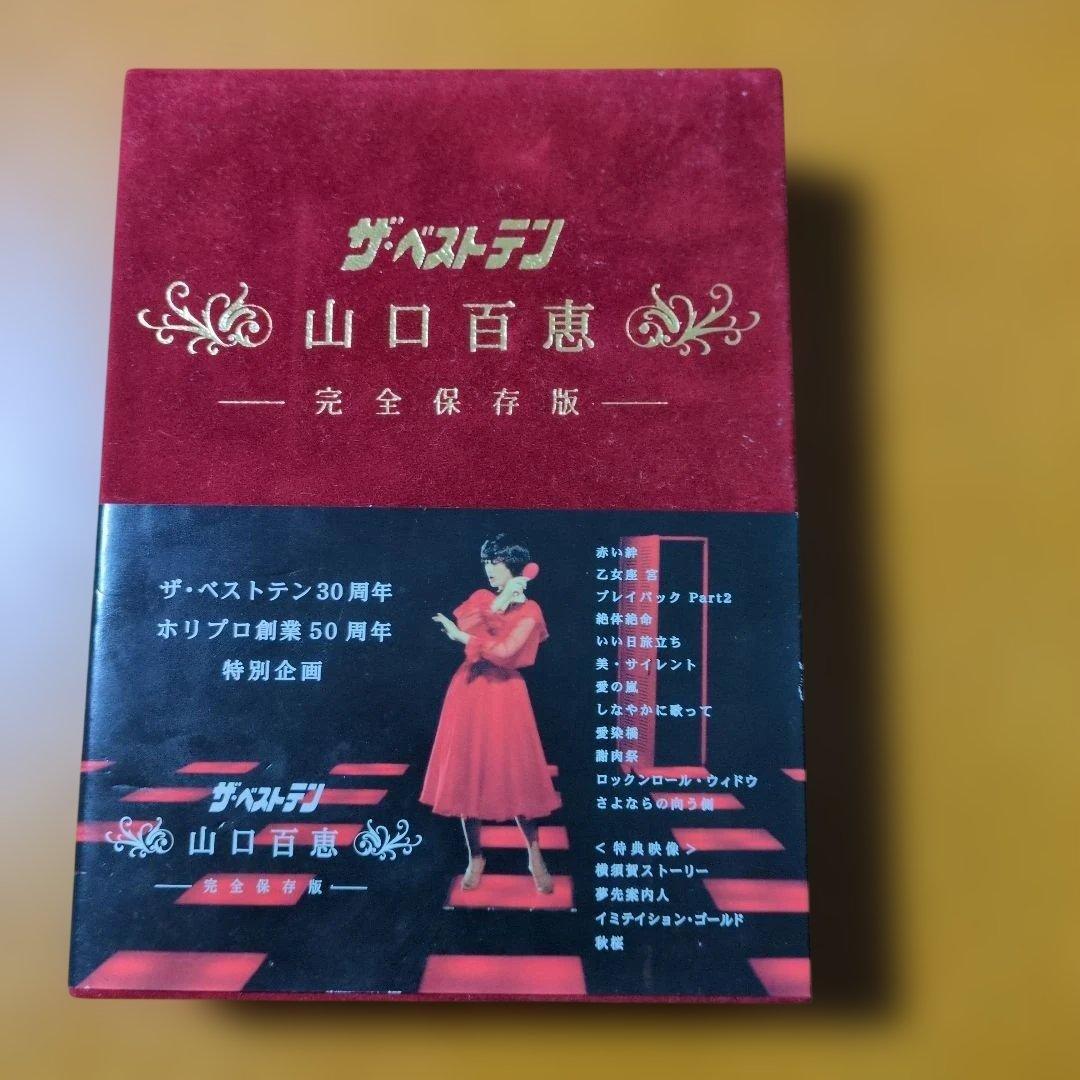 ザ・ベストテン
山口百恵
完全保存版
ザ・ベストテン30周年
ホリプロ創業50周年
特別企画
ザ・ベストテン
山口百恵
完全保存版
赤い絆
乙女座 宮
プレイバック Part2
絶体絶命
いい日旅立ち
美・サイレント
愛の嵐
しなやかに歌って
愛染橋
謝肉祭
ロックンロール・ウィドウ
さよならの向う側
<特典映像>
横須賀ストーリー
夢先案内人
イミテイション・ゴールド
秋桜